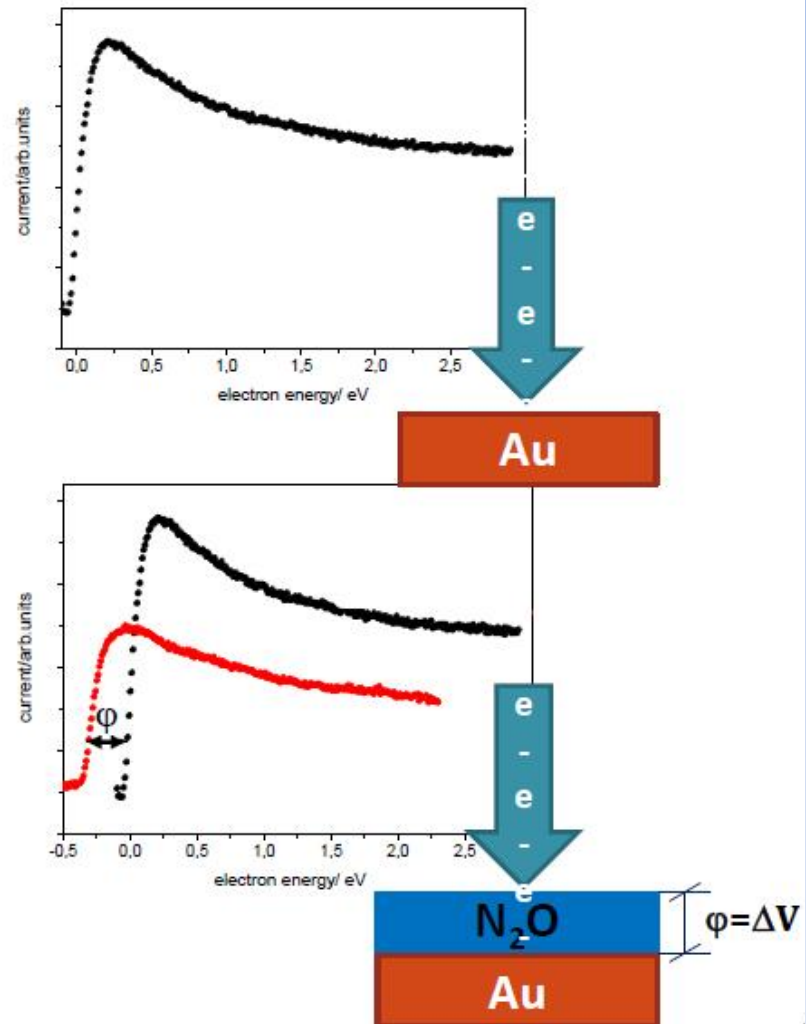 current/arb.units
0,0 0,5 1,0 1,5 2,0 2,5
electron energy/ eV
e
-
e
-
Au
current/arb.units
φ
-0,5 0,0 0,5 1,0 1,5 2,0 2,5
electron energy/ eV
e
-
e
-
e
-
N₂O
φ=ΔV
Au